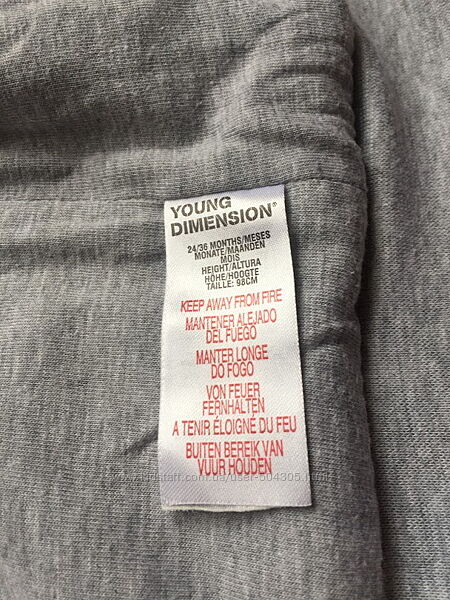 YOUNG
DIMENSION®
24/36 MONTHS/MESES
MONATE/MAANDEN
MOIS
HEIGHT/ALTURA
HÖHE/HOOGTE
TAILLE: 98CM
KEEP AWAY FROM FIRE
MANTENER ALEJADO
DEL FUEGO
MANTER LONGE
DO FOGO
VON FEUER
FERNHALTEN
A TENIR ÉLOIGNÉ DU FEU
BUITEN BEREIK VAN
VUUR HOUDEN